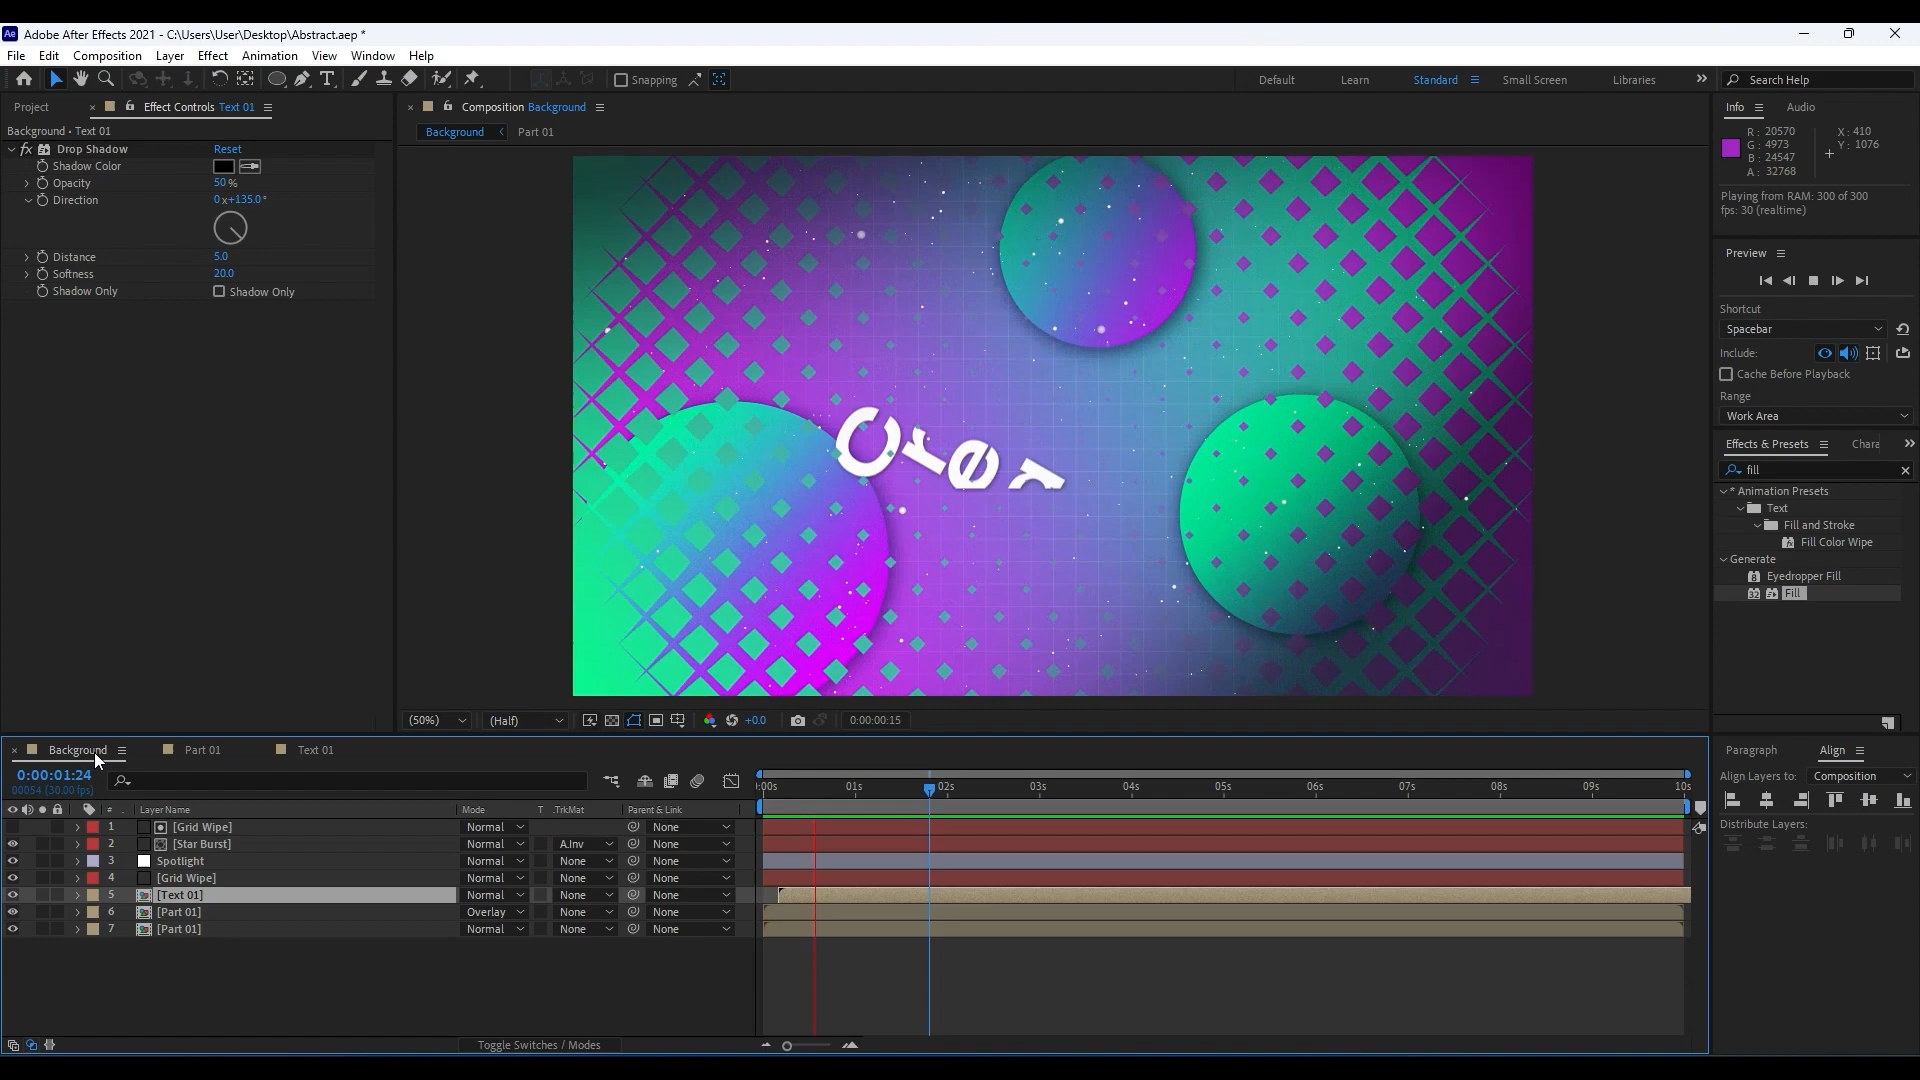 Ae Adobe After Effects 2021 - C:\Users\User\Desktop\Abstract.aep *
File Edit Composition Layer Effect Animation View Window Help
Snapping
Default Learn Standard Small Screen Libraries
Search Help
Project
Effect Controls Text 01
Background • Text 01
fx Drop Shadow Reset
Shadow Color
Opacity 50 %
Direction 0 x+135.0 °
Distance 5.0
Softness 20.0
Shadow Only Shadow Only
Composition Background
Background Part 01
Cre
(50%) (Half) +0.0 0:00:00:15
Info Audio
R: 20570
G: 4973
B: 24547
A: 32768
X: 410
Y: 1076
Playing from RAM: 300 of 300
fps: 30 (realtime)
Preview
Shortcut
Spacebar
Include:
Cache Before Playback
Range
Work Area
Effects & Presets Chara
fill
* Animation Presets
Text
Fill and Stroke
Fill Color Wipe
Generate
Eyedropper Fill
32 Fill
Background Part 01 Text 01
0:00:01:24
00054 (30.00 fps)
# Layer Name Mode T .TrkMat Parent & Link
1 [Grid Wipe] Normal None
2 [Star Burst] Normal A.Inv None
3 Spotlight Normal None None
4 [Grid Wipe] Normal None None
5 [Text 01] Normal None None
6 [Part 01] Overlay None None
7 [Part 01] Normal None None
:00s 01s 02s 03s 04s 05s 06s 07s 08s 09s 10s
Toggle Switches / Modes
Paragraph Align
Align Layers to: Composition
Distribute Layers: